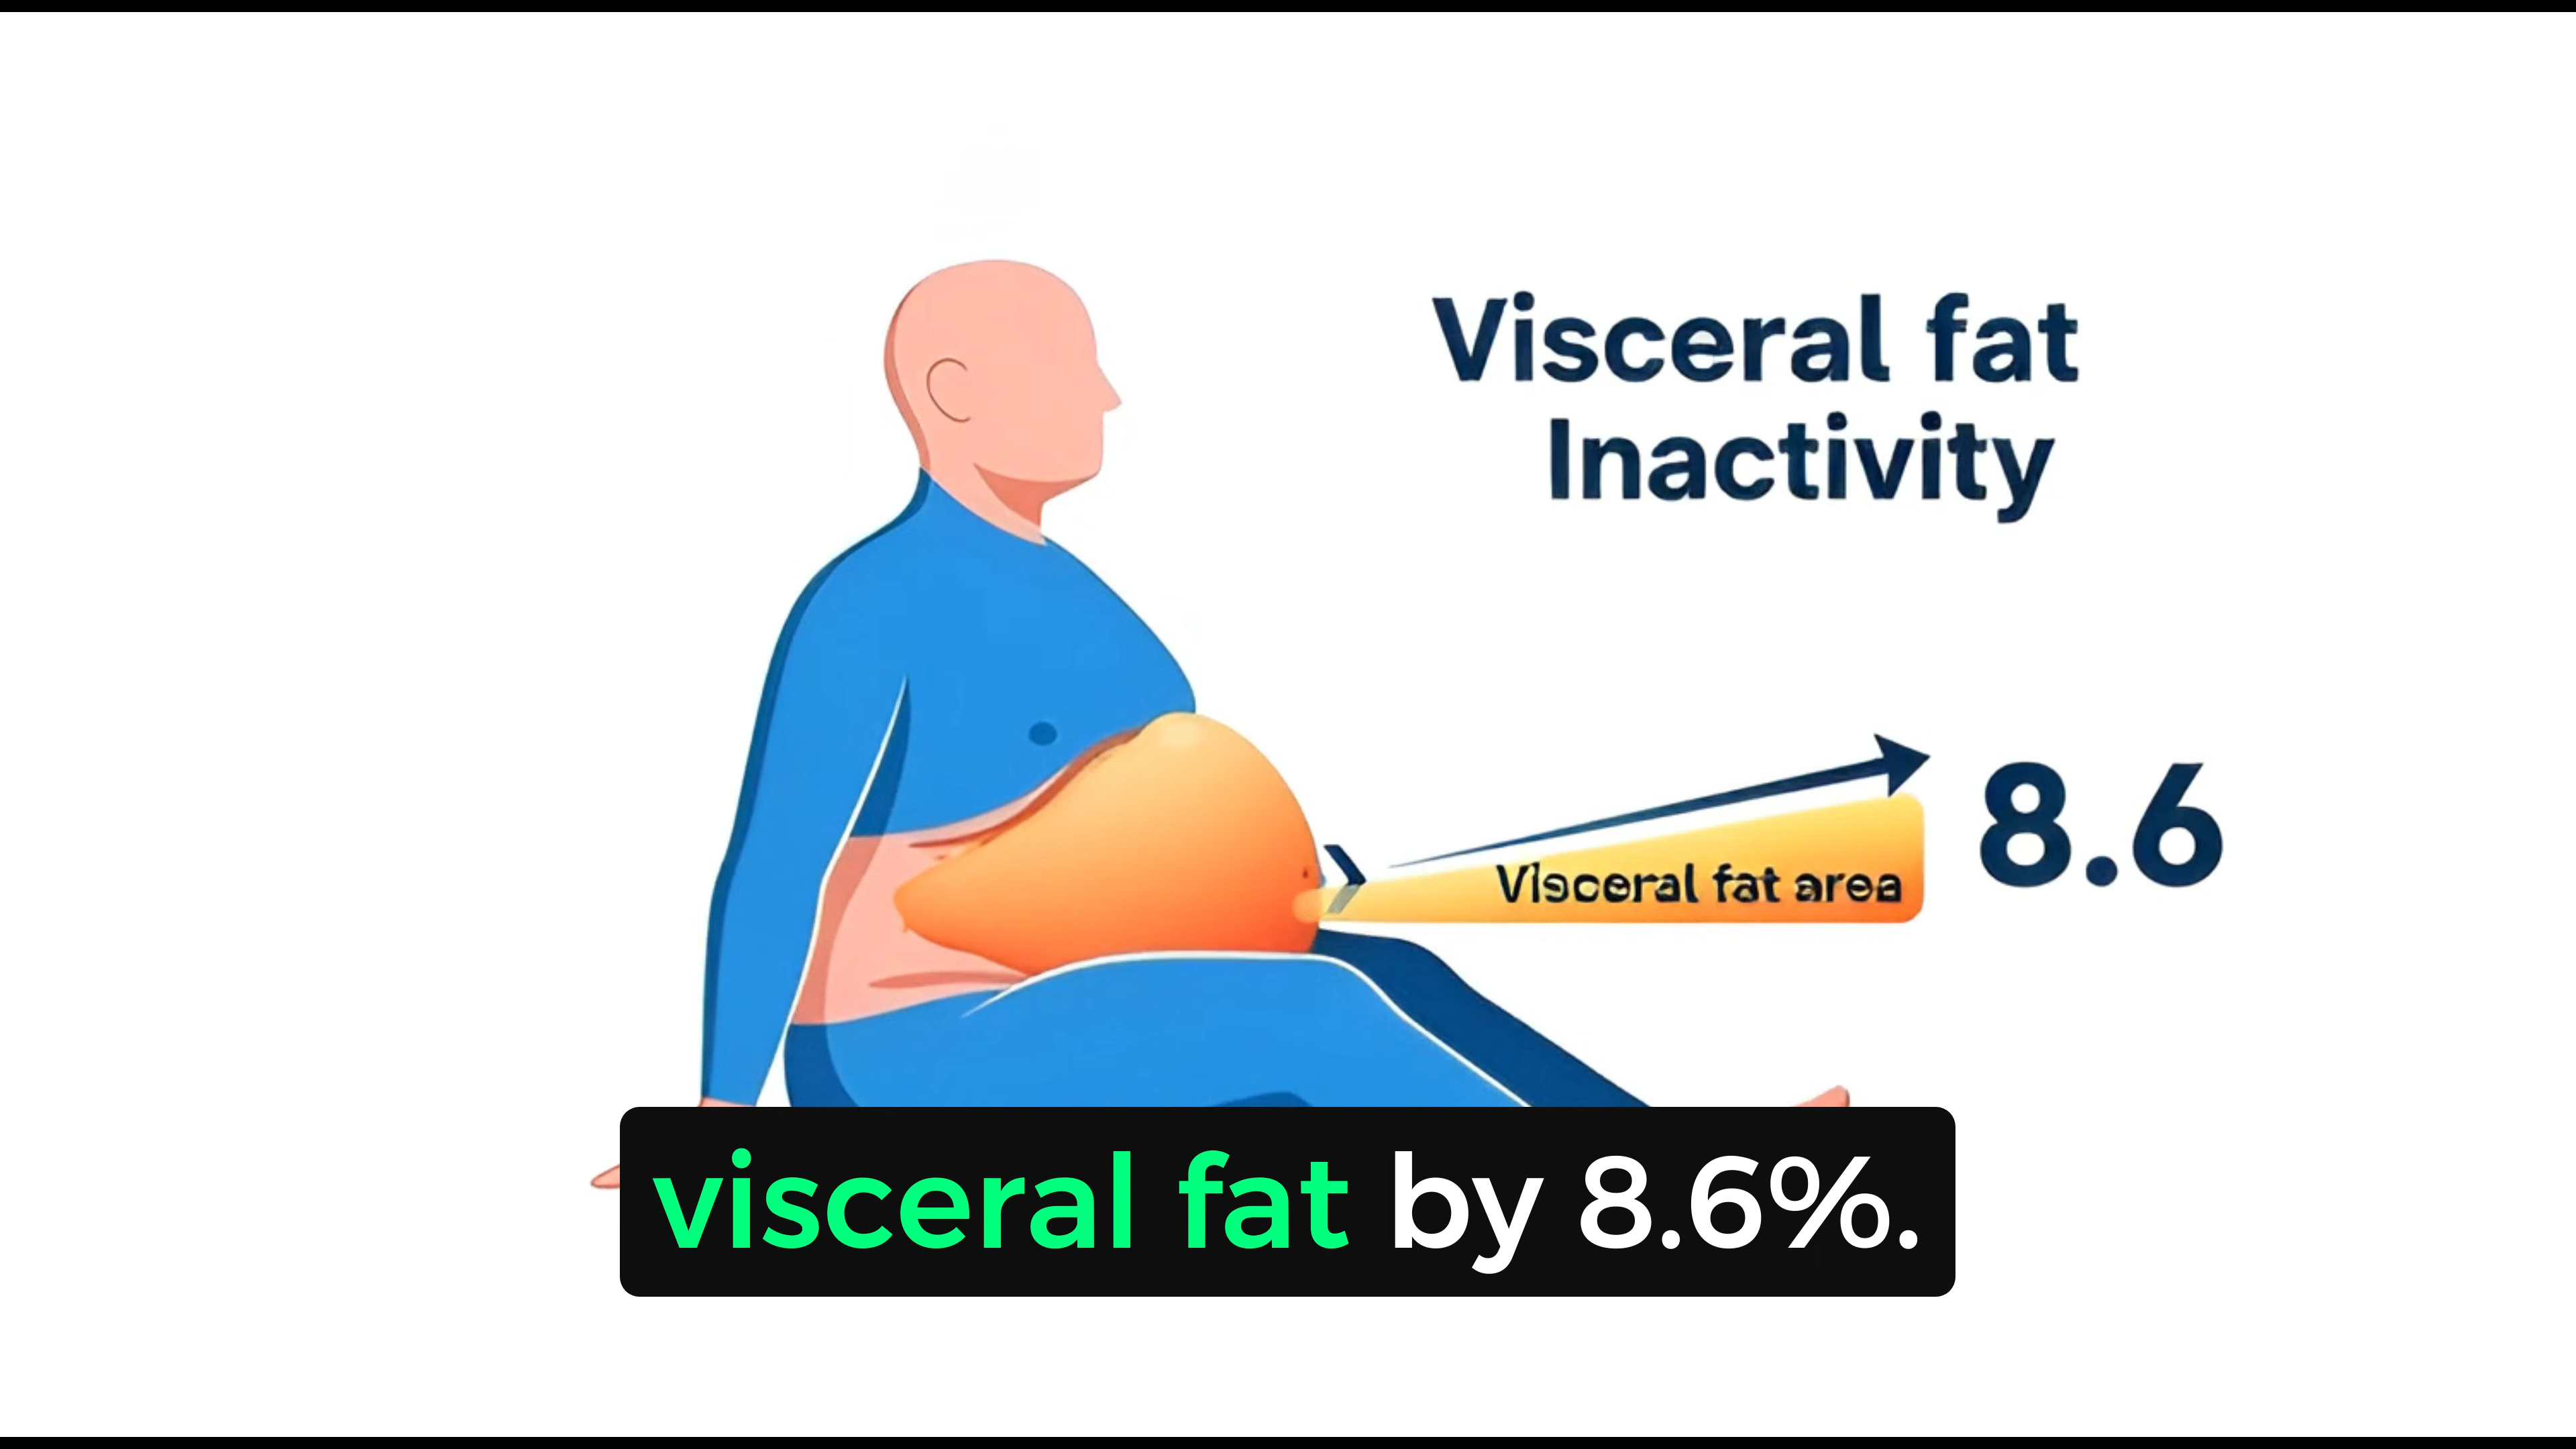 Visceral fat
Inactivity
8.6
Visceral fat area
visceral fat by 8.6%.